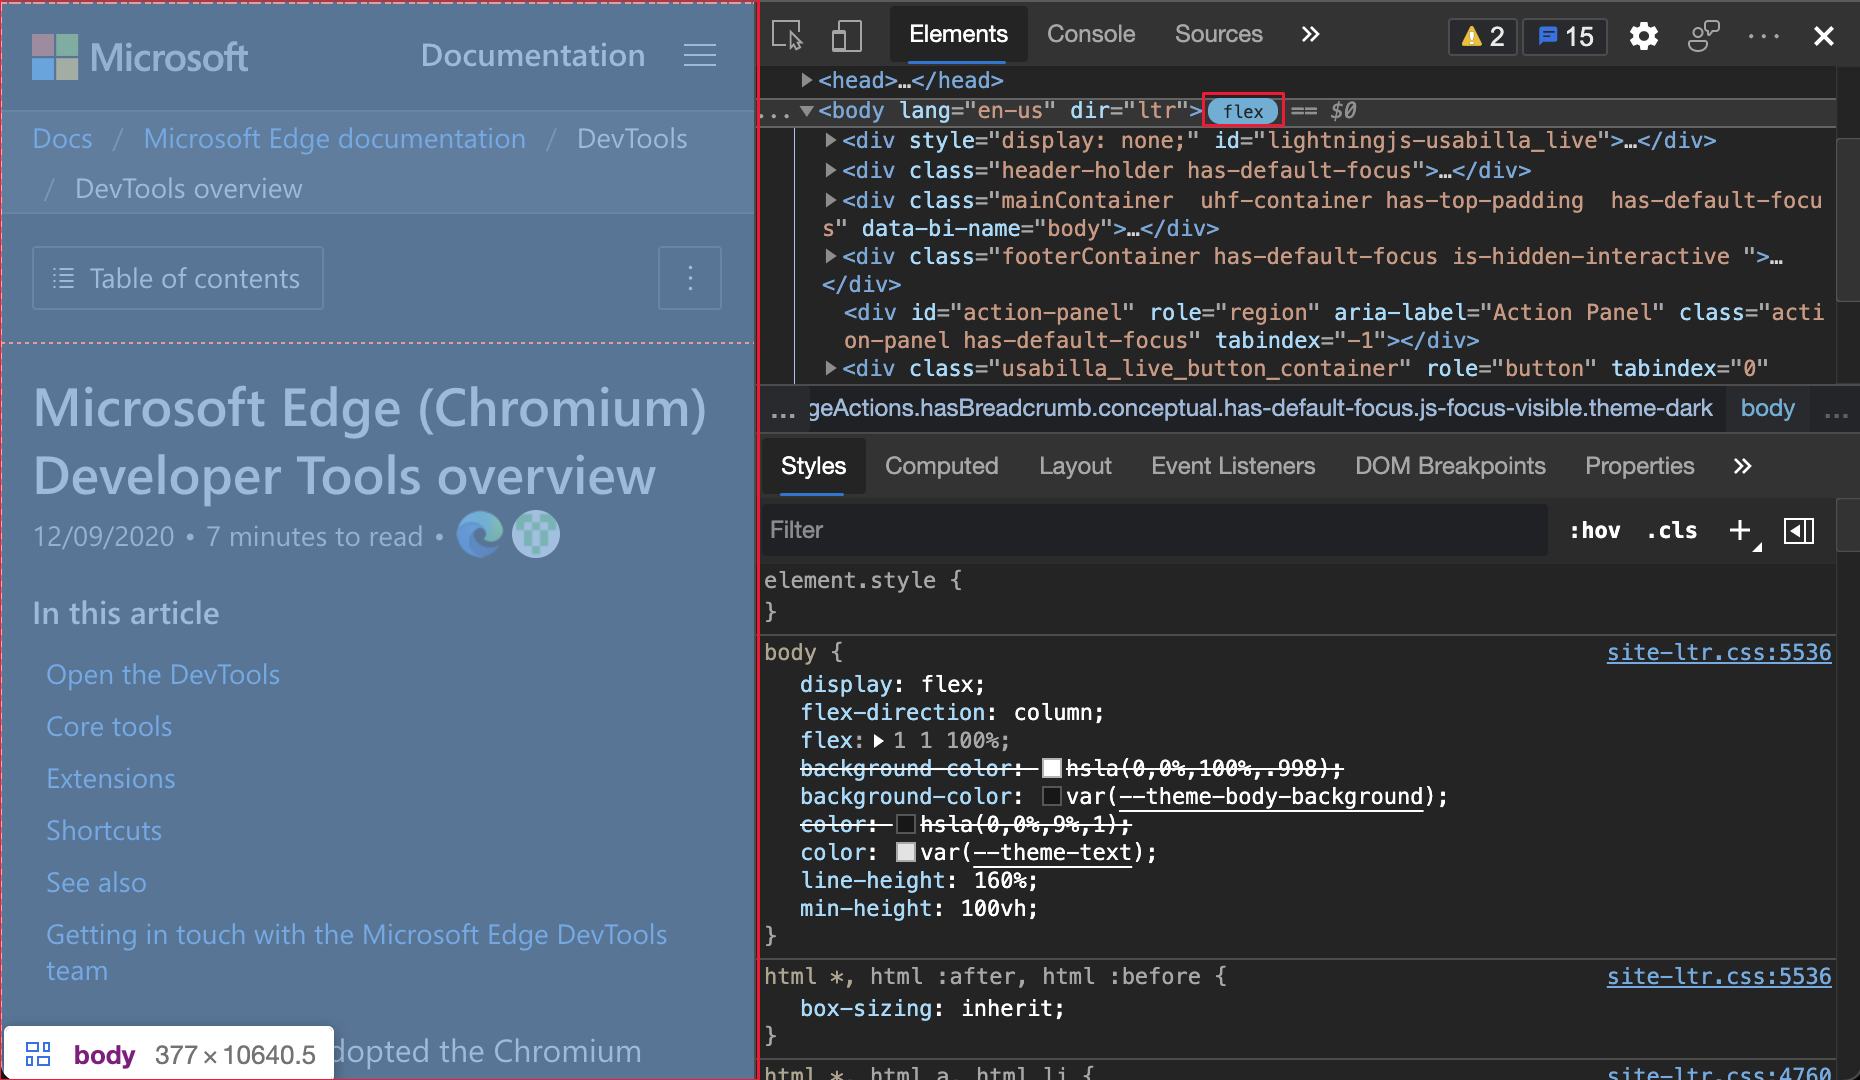 Microsoft Documentation
Docs / Microsoft Edge documentation / DevTools
/ DevTools overview
Table of contents
Microsoft Edge (Chromium)
Developer Tools overview
12/09/2020 • 7 minutes to read •
In this article
Open the DevTools
Core tools
Extensions
Shortcuts
See also
Getting in touch with the Microsoft Edge DevTools
team
dopted the Chromium
body 377 × 10640.5
Elements Console Sources 2 15
<head>…</head>
... <body lang="en-us" dir="ltr"> flex == $0
<div style="display: none;" id="lightningjs-usabilla_live">…</div>
<div class="header-holder has-default-focus">…</div>
<div class="mainContainer  uhf-container has-top-padding  has-default-focu
s" data-bi-name="body">…</div>
<div class="footerContainer has-default-focus is-hidden-interactive ">…
</div>
<div id="action-panel" role="region" aria-label="Action Panel" class="acti
on-panel has-default-focus" tabindex="-1"></div>
<div class="usabilla_live_button_container" role="button" tabindex="0"
... geActions.hasBreadcrumb.conceptual.has-default-focus.js-focus-visible.theme-dark body ...
Styles Computed Layout Event Listeners DOM Breakpoints Properties
Filter :hov .cls +
element.style {
}
body { site-ltr.css:5536
display: flex;
flex-direction: column;
flex: 1 1 100%;
background-color: hsla(0,0%,100%,.998);
background-color: var(--theme-body-background);
color: hsla(0,0%,9%,1);
color: var(--theme-text);
line-height: 160%;
min-height: 100vh;
}
html *, html :after, html :before { site-ltr.css:5536
box-sizing: inherit;
}
html *, html a, html li { site-ltr.css:4760